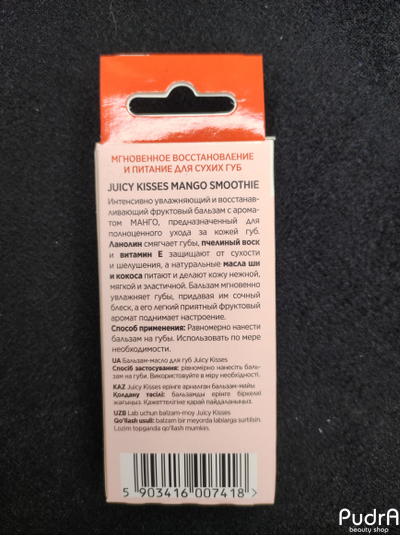 МГНОВЕННОЕ ВОССТАНОВЛЕНИЕ
И ПИТАНИЕ ДЛЯ СУХИХ ГУБ
JUICY KISSES MANGO SMOOTHIE
Интенсивно увлажняющий и восстанав-
ливающий фруктовый бальзам с арома-
том МАНГО, предназначенный для
полноценного ухода за кожей губ.
Ланолин смягчает губы, пчелиный воск
и витамин Е защищают от сухости
и шелушения, а натуральные масла ши
и кокоса питают и делают кожу нежной,
мягкой и эластичной. Бальзам мгновенно
увлажняет губы, придавая им сочный
блеск, а его легкий приятный фруктовый
аромат поднимает настроение.
Способ применения: Равномерно нанести
бальзам на губы. Использовать по мере
необходимости.
UA Бальзам-масло для губ Juicy Kisses
Спосіб застосування: рівномірно нанесіть баль-
зам на губи. Використовуйте в міру необхідності.
KAZ Juicy Kisses ерінге арналған бальзам-майы
Қолдану тәсілі: бальзамды ерінге біркелкі
жағыңыз. Қажеттілігіне қарай пайдаланыңыз.
UZB Lab uchun balzam-moy Juicy Kisses
Qo'llash usuli: balzam bir meyorda lablarga surtilsin.
Lozim topganda qo'llash mumkin.
5 903416 007418 >
PudrA
beauty shop